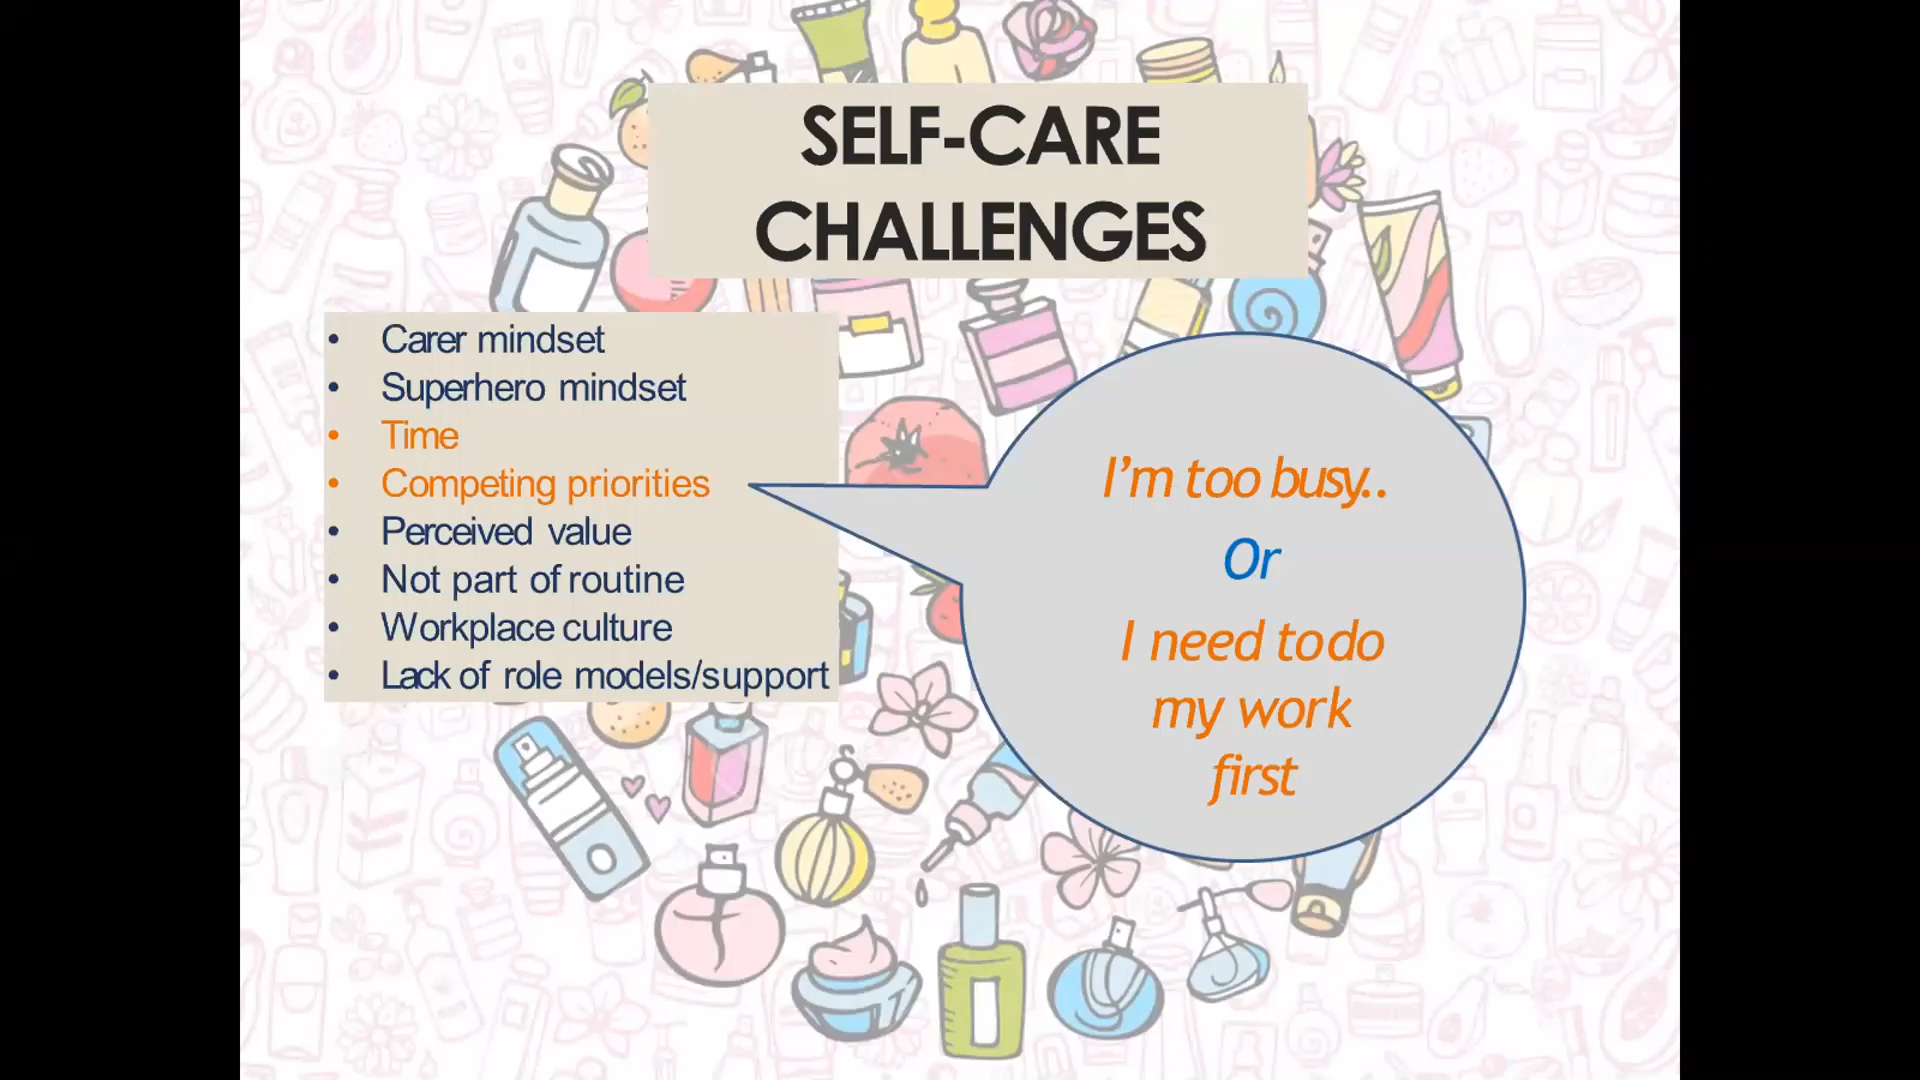 SELF-CARE
CHALLENGES
• Carer mindset
• Superhero mindset
• Time
• Competing priorities
• Perceived value
• Not part of routine
• Workplace culture
• Lack of role models/support
I'm too busy..
Or
I need to do
my work
first